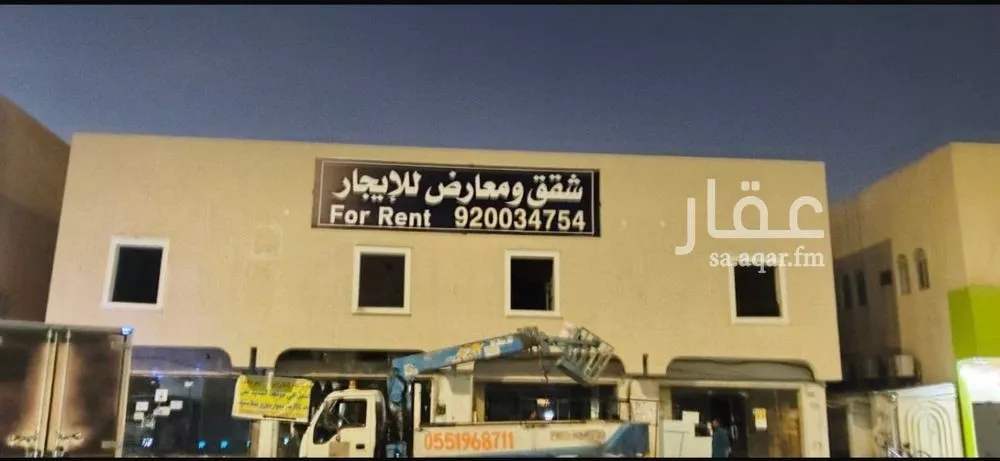 شقق ومعارض للإيجار
For Rent 920034754
عقار
sa.aqar.fm
0551968711